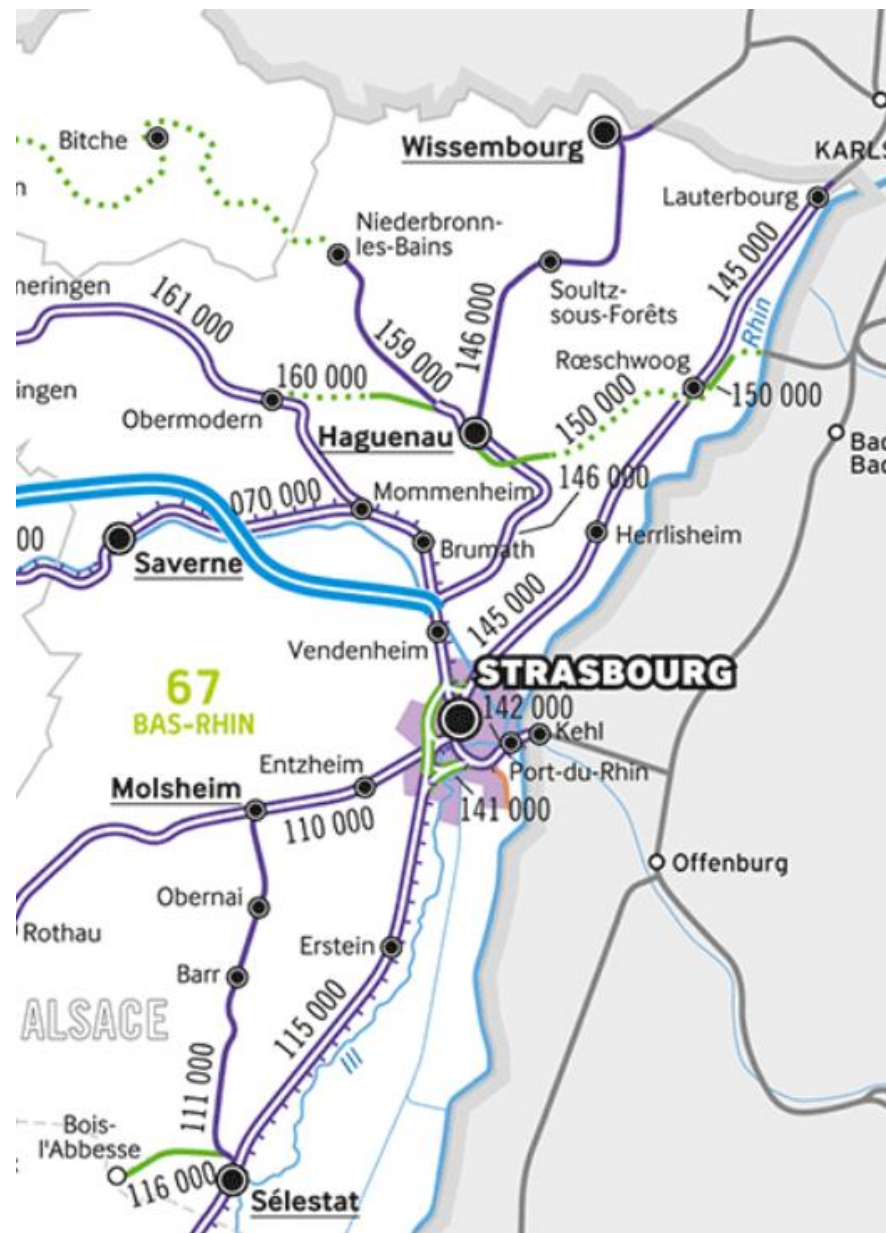 Bitche
Wissembourg
KARLS
Lauterbourg
Niederbronn-
les-Bains
n
neringen
161 000
159 000
146 000
Soultz-
sous-Forêts
145 000
Rhin
Rœschwoog
ingen
160 000
150 000
150 000
Obermodern
Haguenau
Bad
Bad
070 000
Mommenheim
146 000
00
Saverne
Brumath
Herrlisheim
145 000
Vendenheim
STRASBOURG
67
BAS-RHIN
142 000
Kehl
Entzheim
Port-du-Rhin
Molsheim
110 000
141 000
Offenburg
Obernai
Rothau
Erstein
Barr
ALSACE
115 000
Ill
111 000
Bois-
l'Abbesse
116 000
Sélestat